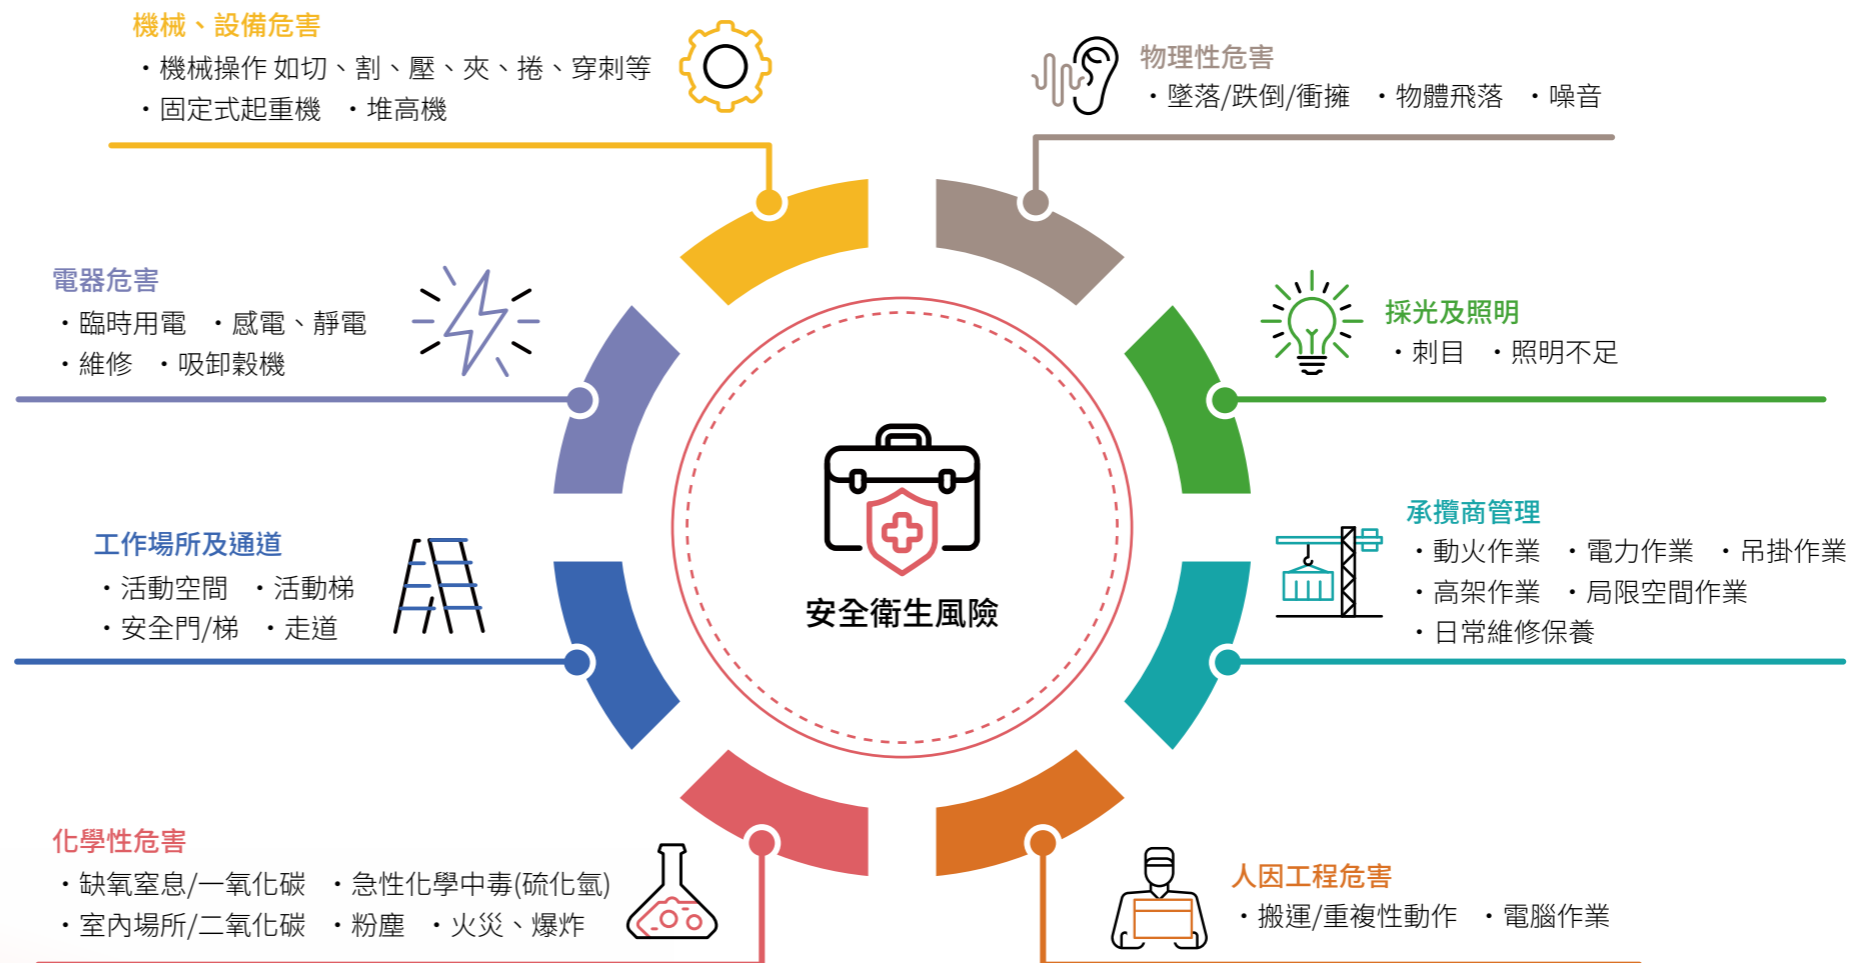 機械、設備危害
・機械操作 如切、割、壓、夾、捲、穿刺等
・固定式起重機 ・堆高機
物理性危害
・墜落/跌倒/衝擁 ・物體飛落 ・噪音
電器危害
・臨時用電 ・感電、靜電
・維修 ・吸卸穀機
採光及照明
・刺目 ・照明不足
工作場所及通道
・活動空間 ・活動梯
・安全門/梯 ・走道
安全衛生風險
承攬商管理
・動火作業 ・電力作業 ・吊掛作業
・高架作業 ・局限空間作業
・日常維修保養
化學性危害
・缺氧窒息/一氧化碳 ・急性化學中毒(硫化氫)
・室內場所/二氧化碳 ・粉塵 ・火災、爆炸
人因工程危害
・搬運/重複性動作 ・電腦作業